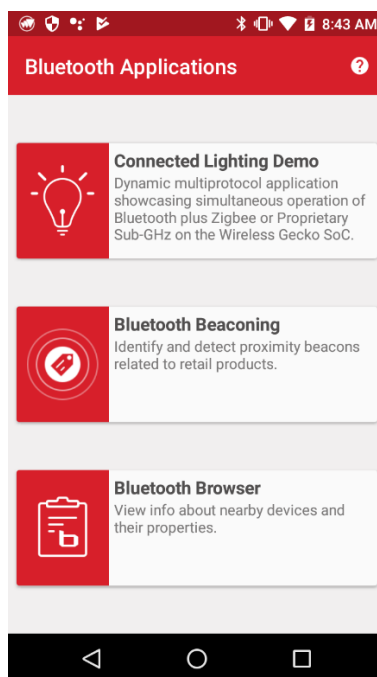 8:43 AM
Bluetooth Applications
?
Connected Lighting Demo
Dynamic multiprotocol application
showcasing simultaneous operation of
Bluetooth plus Zigbee or Proprietary
Sub-GHz on the Wireless Gecko SoC.
Bluetooth Beaconing
Identify and detect proximity beacons
related to retail products.
Bluetooth Browser
View info about nearby devices and
their properties.